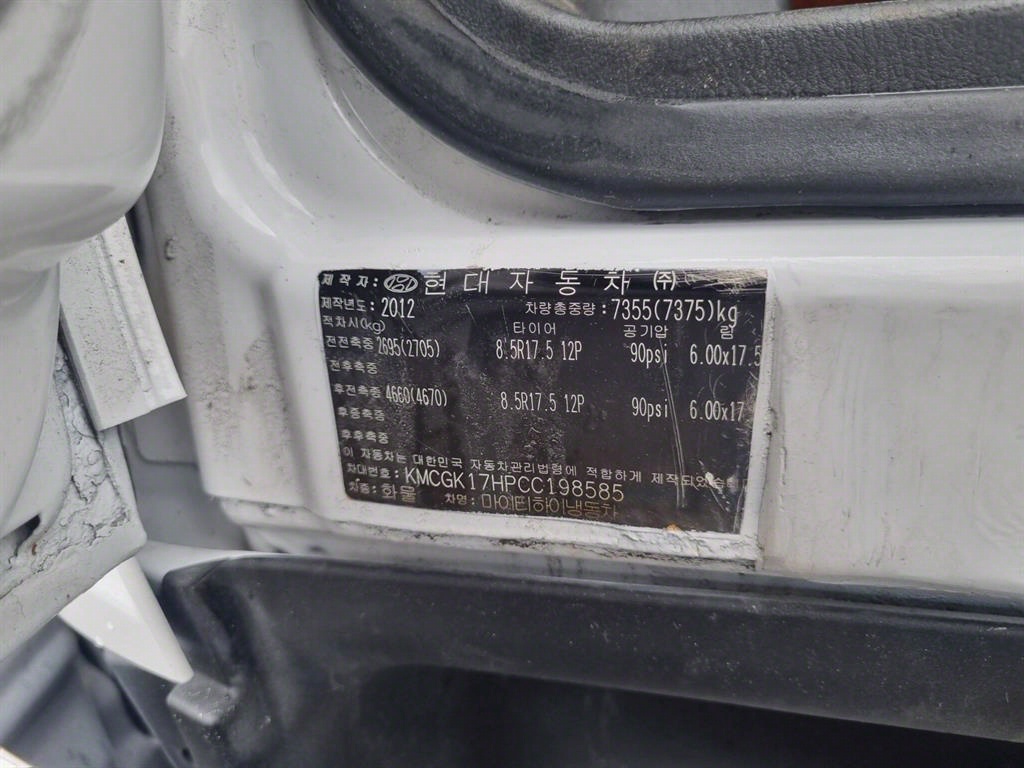 제작자: 현대자동차 ㈜
제작년도: 2012 차량총중량: 7355(7375)kg
적차시(kg) 타이어 공기압 림
전전축중 2695(2705) 8.5R17.5 12P 90psi 6.00x17.5
전후축중
후전축중 4660(4670) 8.5R17.5 12P 90psi 6.00x17
후중축중
후후축중
이 자동차는 대한민국 자동차관리법령에 적합하게 제작되었습니다
차대번호: KMCGK17HPCC198585
차종: 화물 차명: 마이티하이냉동차